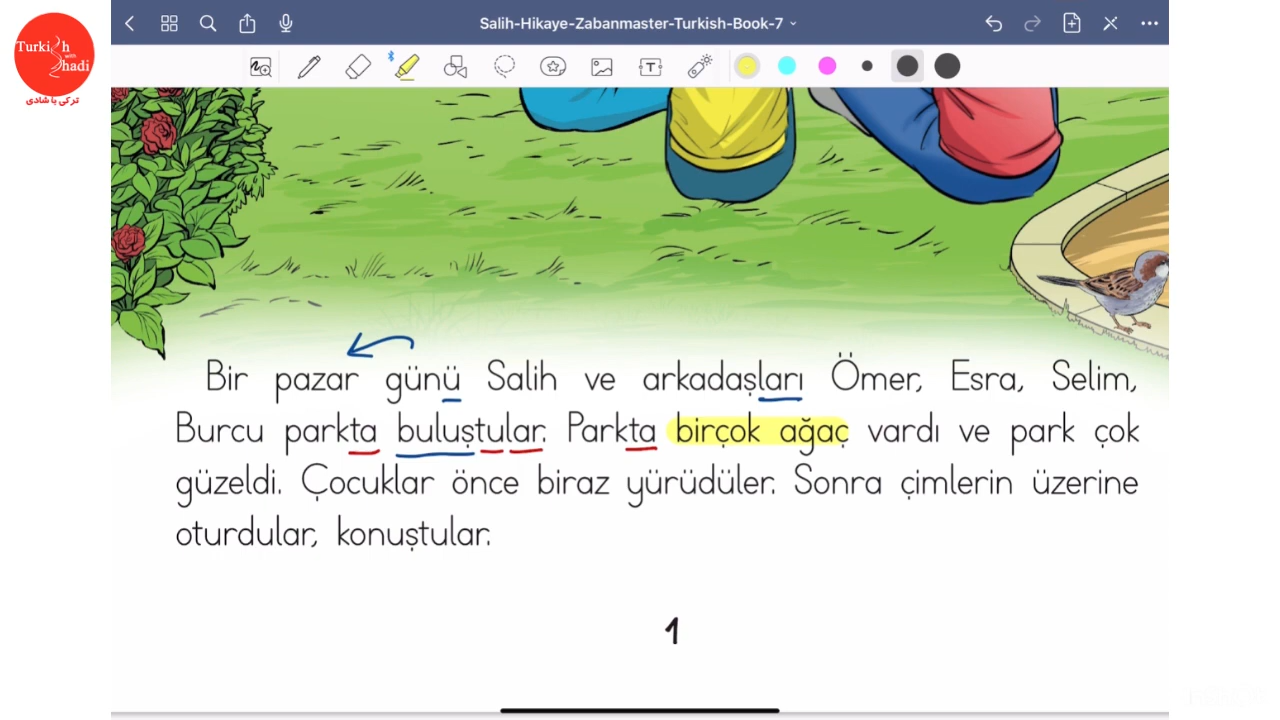 Turkish
with
Shadi
ترکی با شادی
Salih-Hikaye-Zabanmaster-Turkish-Book-7
Bir pazar günü Salih ve arkadaşları Ömer, Esra, Selim,
Burcu parkta buluştular. Parkta birçok ağaç vardı ve park çok
güzeldi. Çocuklar önce biraz yürüdüler. Sonra çimlerin üzerine
oturdular, konuştular.
1